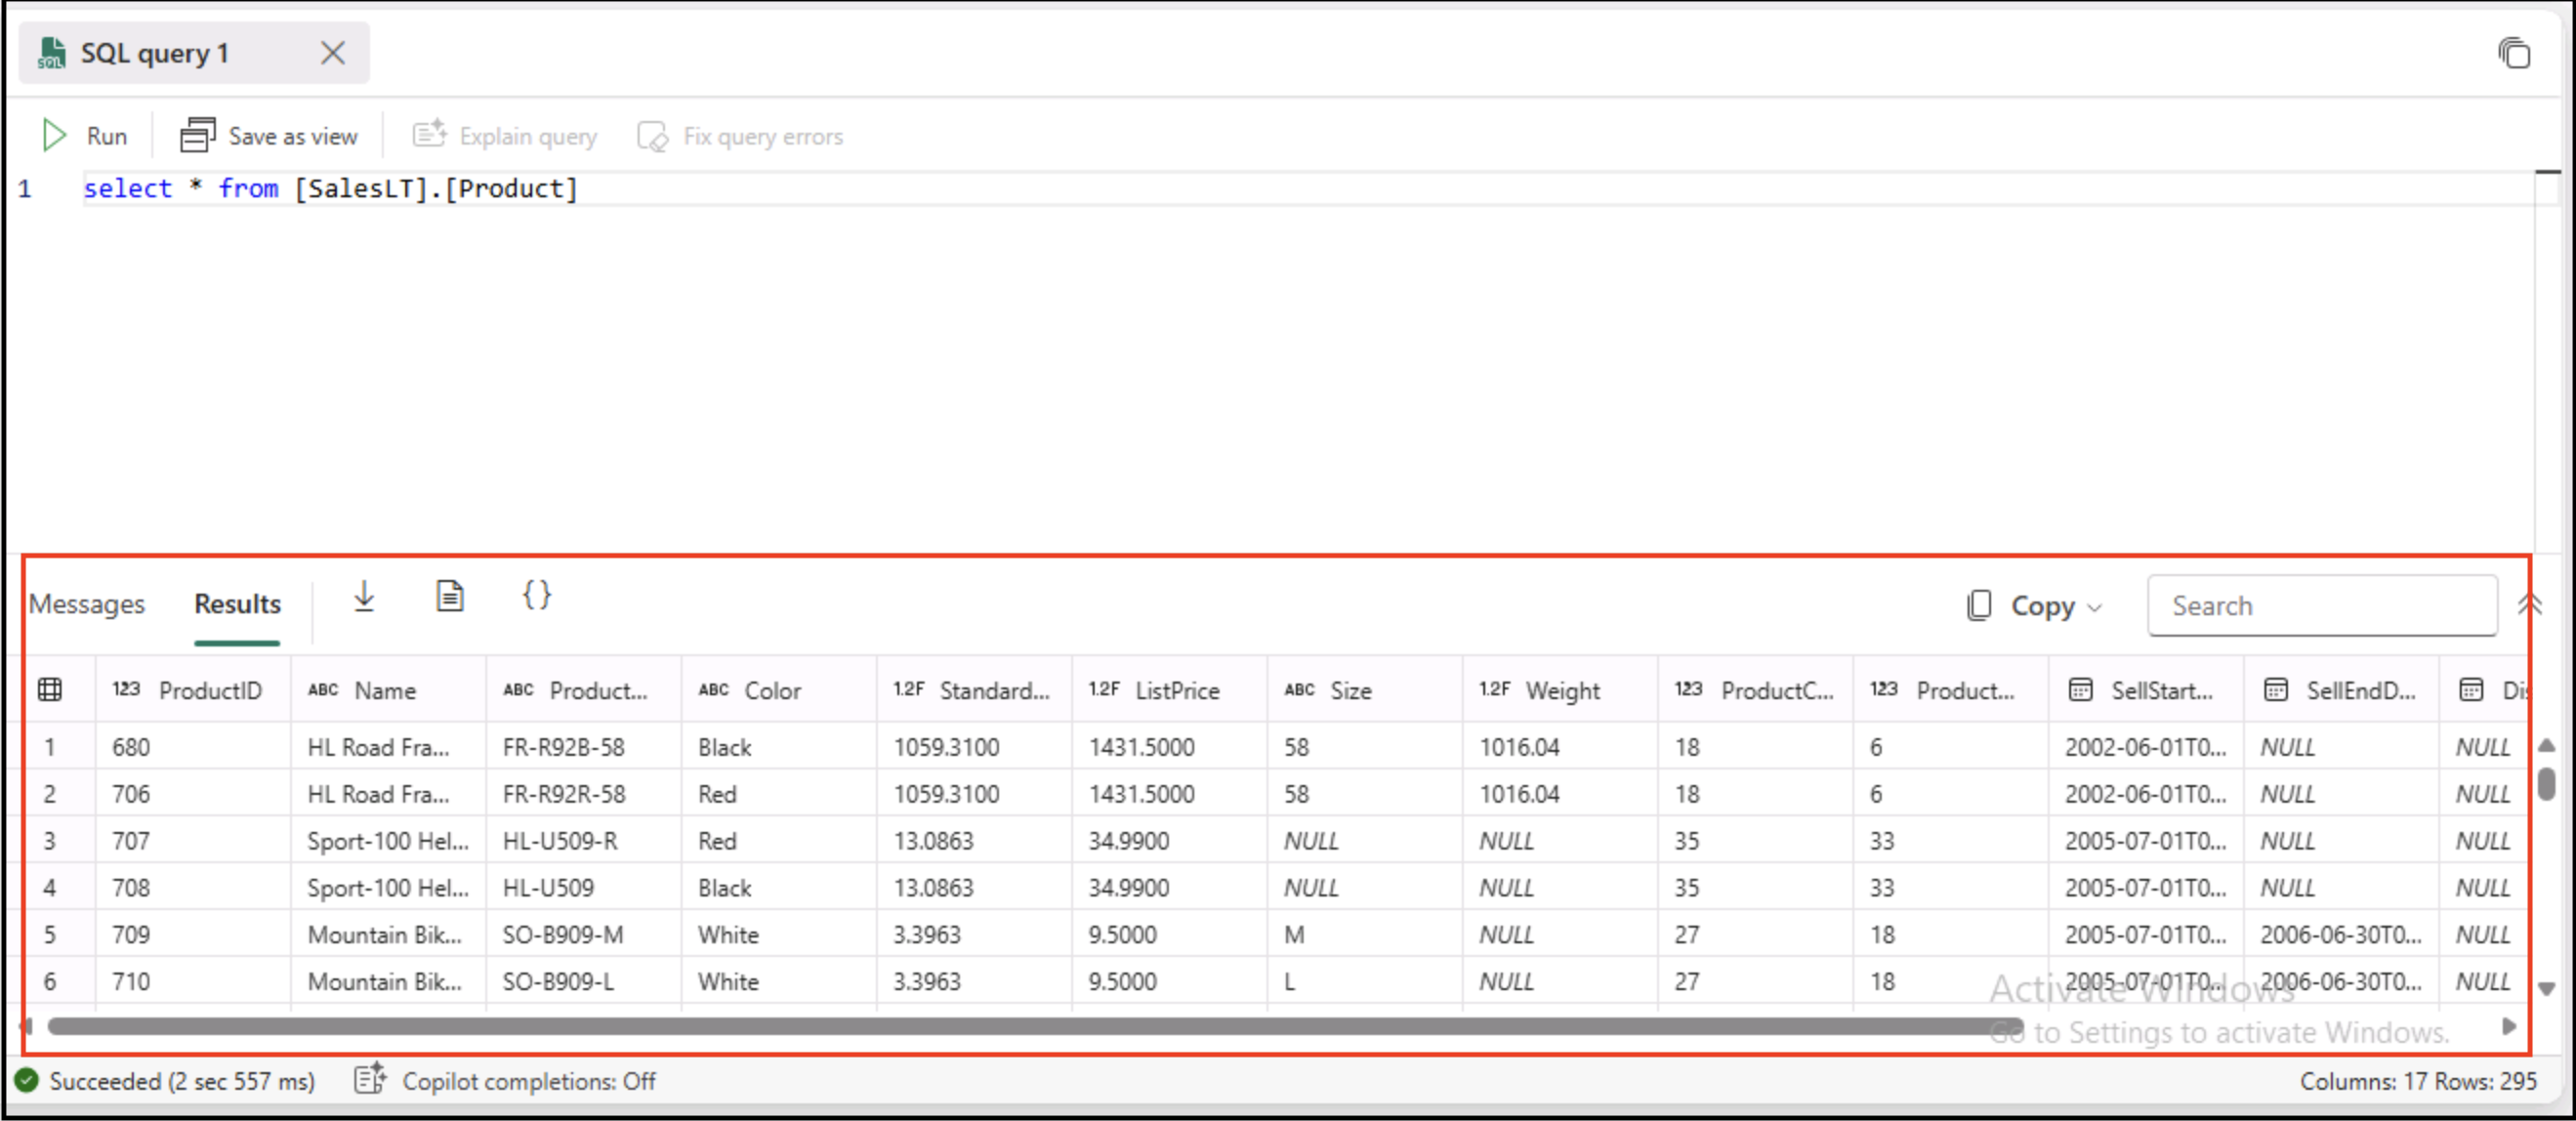 SQL query 1
Run Save as view Explain query Fix query errors
1 select * from [SalesLT].[Product]
Messages Results {} Copy Search
123 ProductID ABC Name ABC Product... ABC Color 1.2F Standard... 1.2F ListPrice ABC Size 1.2F Weight 123 ProductC... 123 Product... SellStart... SellEndD... Dis
1 680 HL Road Fra... FR-R92B-58 Black 1059.3100 1431.5000 58 1016.04 18 6 2002-06-01T0... NULL NULL
2 706 HL Road Fra... FR-R92R-58 Red 1059.3100 1431.5000 58 1016.04 18 6 2002-06-01T0... NULL NULL
3 707 Sport-100 Hel... HL-U509-R Red 13.0863 34.9900 NULL NULL 35 33 2005-07-01T0... NULL NULL
4 708 Sport-100 Hel... HL-U509 Black 13.0863 34.9900 NULL NULL 35 33 2005-07-01T0... NULL NULL
5 709 Mountain Bik... SO-B909-M White 3.3963 9.5000 M NULL 27 18 2005-07-01T0... 2006-06-30T0... NULL
6 710 Mountain Bik... SO-B909-L White 3.3963 9.5000 L NULL 27 18 2005-07-01T0... 2006-06-30T0... NULL
Activate Windows
Go to Settings to activate Windows.
Succeeded (2 sec 557 ms) Copilot completions: Off Columns: 17 Rows: 295